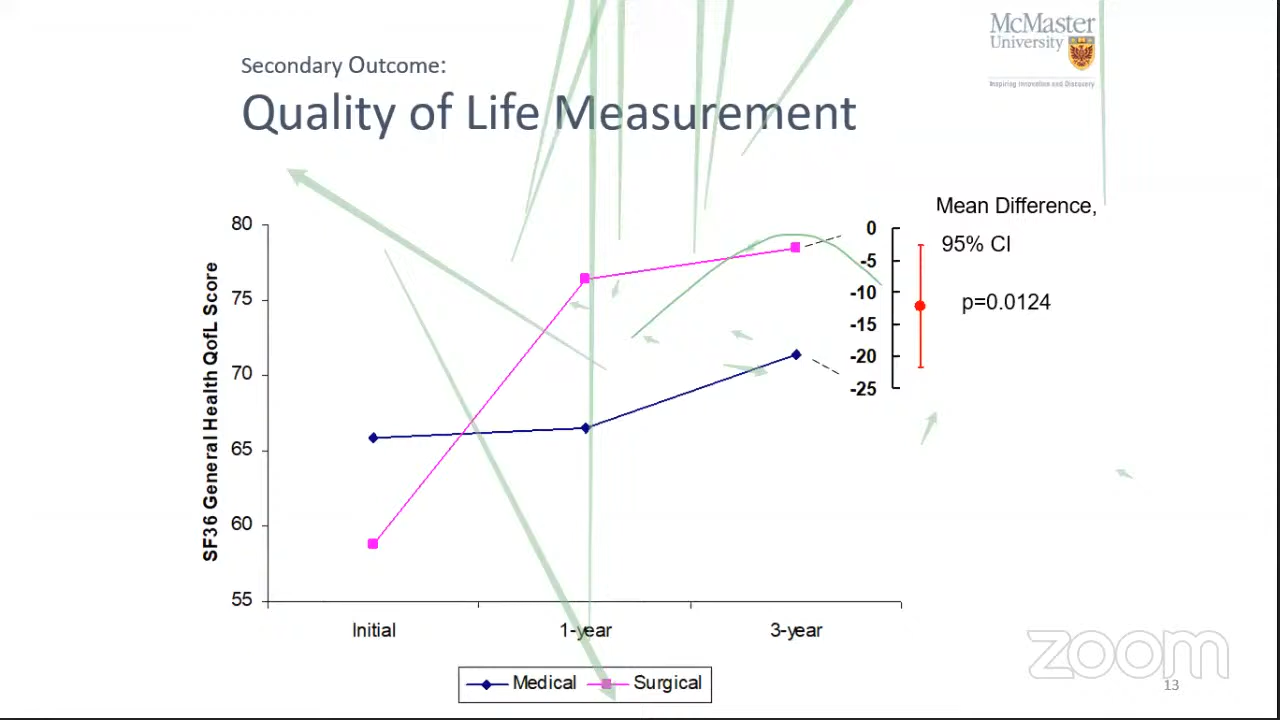 McMaster
University
Inspiring Innovation and Discovery
Secondary Outcome:
Quality of Life Measurement
Mean Difference,
95% CI
p=0.0124
0
-5
-10
-15
-20
-25
SF36 General Health QofL Score
80
75
70
65
60
55
Initial
1-year
3-year
Medical
Surgical
zoom
13